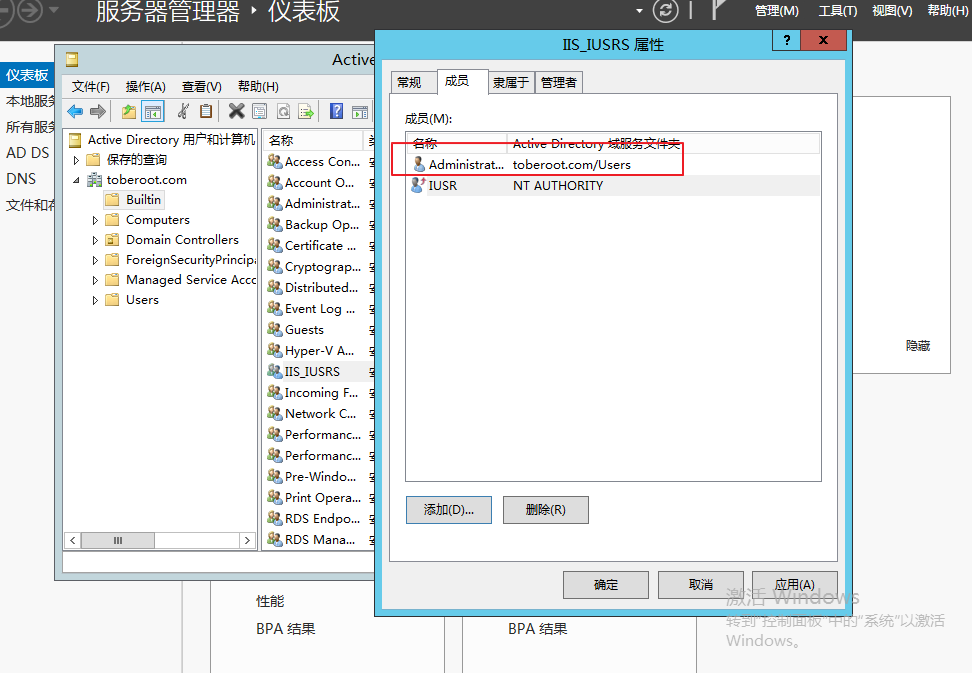 服务器管理器 ‣ 仪表板
管理(M) 工具(T) 视图(V) 帮助(H)
仪表板
本地服务
所有服务
AD DS
DNS
文件和存
Active
文件(F) 操作(A) 查看(V) 帮助(H)
Active Directory 用户和计算机
保存的查询
toberoot.com
Builtin
Computers
Domain Controllers
ForeignSecurityPrincipa
Managed Service Acco
Users
名称
Access Con...
Account O...
Administrat...
Backup Op...
Certificate ...
Cryptograp...
Distributed...
Event Log ...
Guests
Hyper-V A...
IIS_IUSRS
Incoming F...
Network C...
Performanc...
Performanc...
Pre-Windo...
Print Opera...
RDS Endpo...
RDS Mana...
IIS_IUSRS 属性
? x
常规 成员 隶属于 管理者
成员(M):
名称 Active Directory 域服务文件夹
Administrat... toberoot.com/Users
IUSR NT AUTHORITY
添加(D)... 删除(R)
确定 取消 应用(A)
隐藏
性能
BPA 结果
BPA 结果
激活 Windows
转到"控制面板"中的"系统"以激活
Windows。